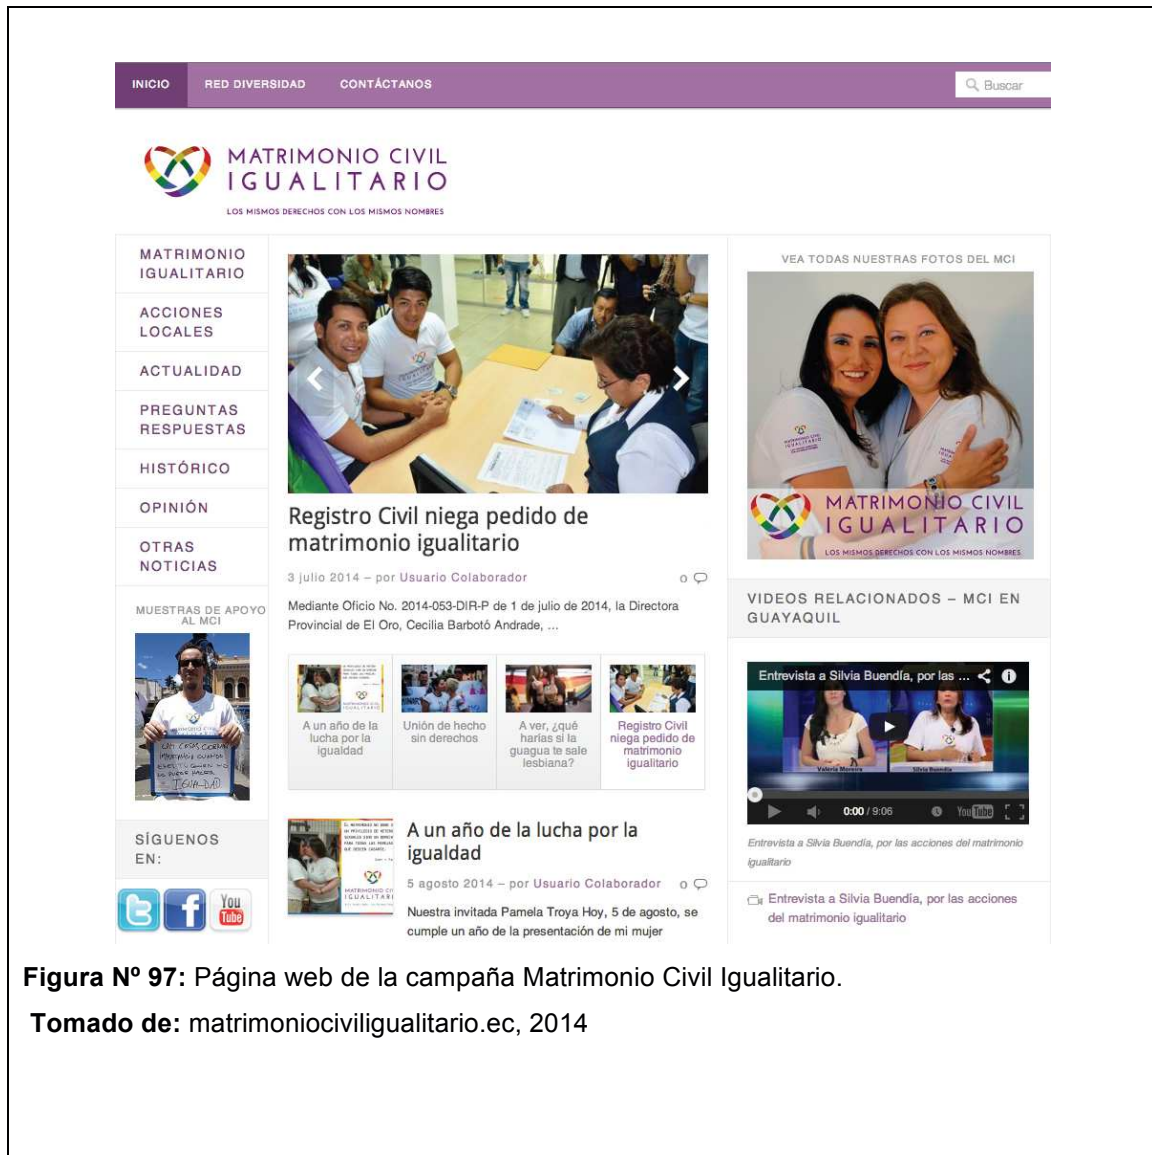 INICIO
RED DIVERSIDAD
CONTÁCTANOS
Buscar
MATRIMONIO CIVIL
IGUALITARIO
LOS MISMOS DERECHOS CON LOS MISMOS NOMBRES
MATRIMONIO
IGUALITARIO
ACCIONES
LOCALES
ACTUALIDAD
PREGUNTAS
RESPUESTAS
HISTÓRICO
OPINIÓN
OTRAS
NOTICIAS
MUESTRAS DE APOYO
AL MCI
IGUALDAD
SÍGUENOS
EN:
You
Tube
Registro Civil niega pedido de
matrimonio igualitario
3 julio 2014 – por Usuario Colaborador
0
Mediante Oficio No. 2014-053-DIR-P de 1 de julio de 2014, la Directora
Provincial de El Oro, Cecilia Barbotó Andrade, ...
A un año de la
lucha por la
igualdad
Unión de hecho
sin derechos
A ver, ¿qué
harías si la
guagua te sale
lesbiana?
Registro Civil
niega pedido de
matrimonio
igualitario
A un año de la lucha por la
igualdad
5 agosto 2014 – por Usuario Colaborador
0
Nuestra invitada Pamela Troya Hoy, 5 de agosto, se
cumple un año de la presentación de mi mujer
VEA TODAS NUESTRAS FOTOS DEL MCI
MATRIMONIO CIVIL
IGUALITARIO
LOS MISMOS DERECHOS CON LOS MISMOS NOMBRES
VIDEOS RELACIONADOS – MCI EN
GUAYAQUIL
Entrevista a Silvia Buendía, por las ...
Valeria Moreira
Silvia Buendía
0:00 / 9:06
YouTube
Entrevista a Silvia Buendía, por las acciones del matrimonio
igualitario
Entrevista a Silvia Buendía, por las acciones
del matrimonio igualitario
Figura Nº 97: Página web de la campaña Matrimonio Civil Igualitario.
Tomado de: matrimoniociviligualitario.ec, 2014